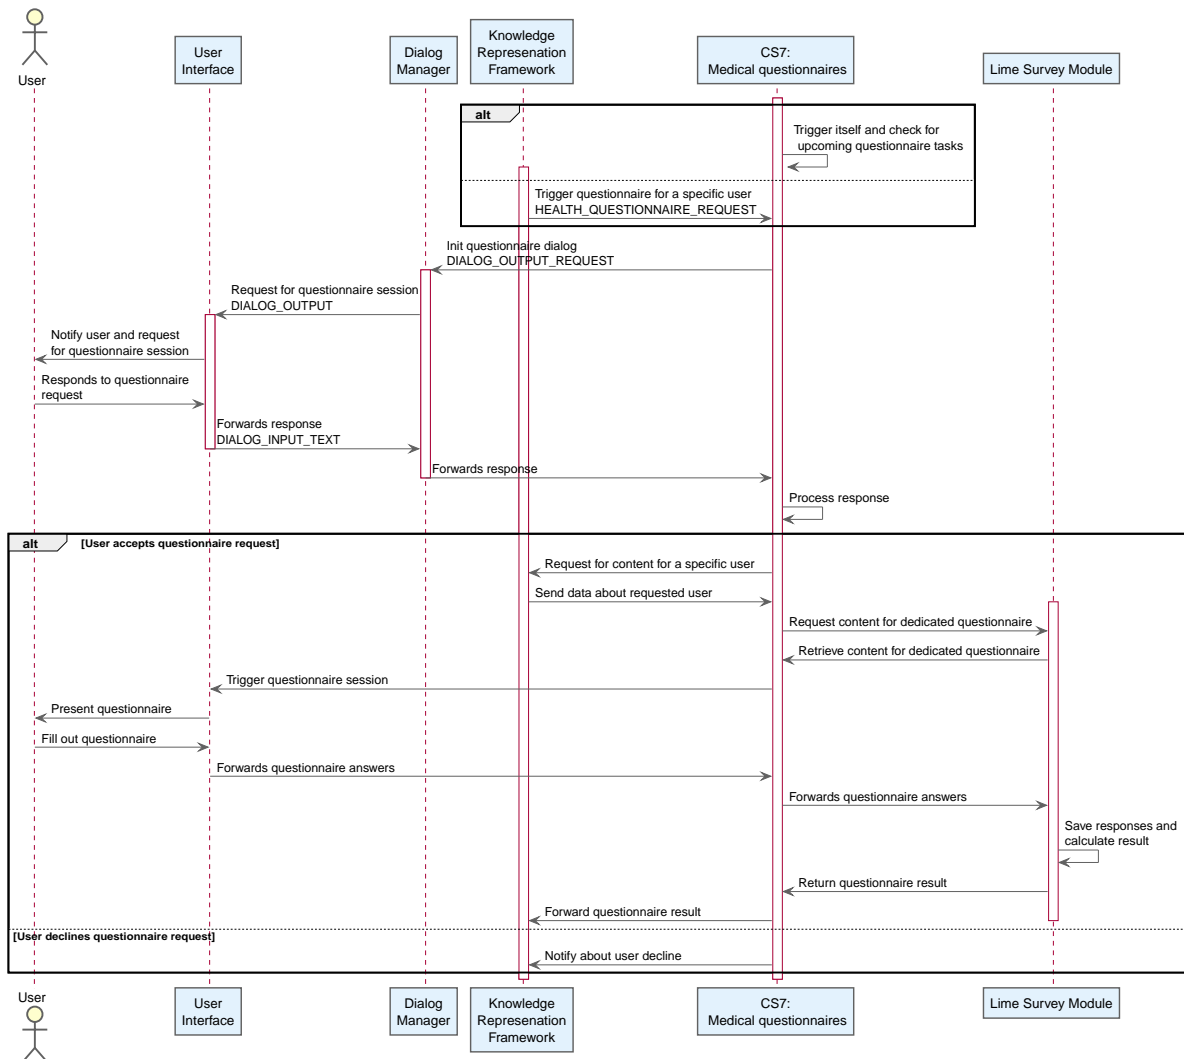 User
User
Interface
Dialog
Manager
Knowledge
Represenation
Framework
CS7:
Medical questionnaires
Lime Survey Module
alt
Trigger itself and check for
upcoming questionnaire tasks
Trigger questionnaire for a specific user
HEALTH_QUESTIONNAIRE_REQUEST
Init questionnaire dialog
DIALOG_OUTPUT_REQUEST
Request for questionnaire session
DIALOG_OUTPUT
Notify user and request
for questionnaire session
Responds to questionnaire
request
Forwards response
DIALOG_INPUT_TEXT
Forwards response
Process response
alt [User accepts questionnaire request]
Request for content for a specific user
Send data about requested user
Request content for dedicated questionnaire
Retrieve content for dedicated questionnaire
Trigger questionnaire session
Present questionnaire
Fill out questionnaire
Forwards questionnaire answers
Forwards questionnaire answers
Save responses and
calculate result
Return questionnaire result
Forward questionnaire result
[User declines questionnaire request]
Notify about user decline
User
User
Interface
Dialog
Manager
Knowledge
Represenation
Framework
CS7:
Medical questionnaires
Lime Survey Module